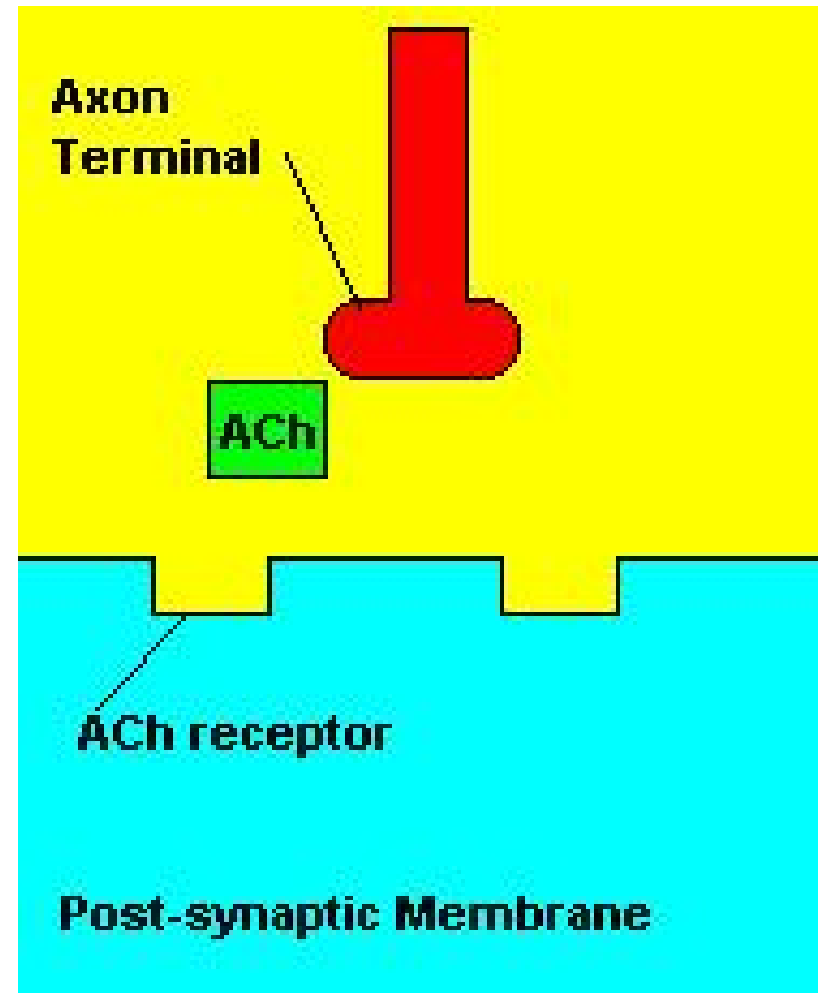 Axon
Terminal
ACh
ACh receptor
Post-synaptic Membrane